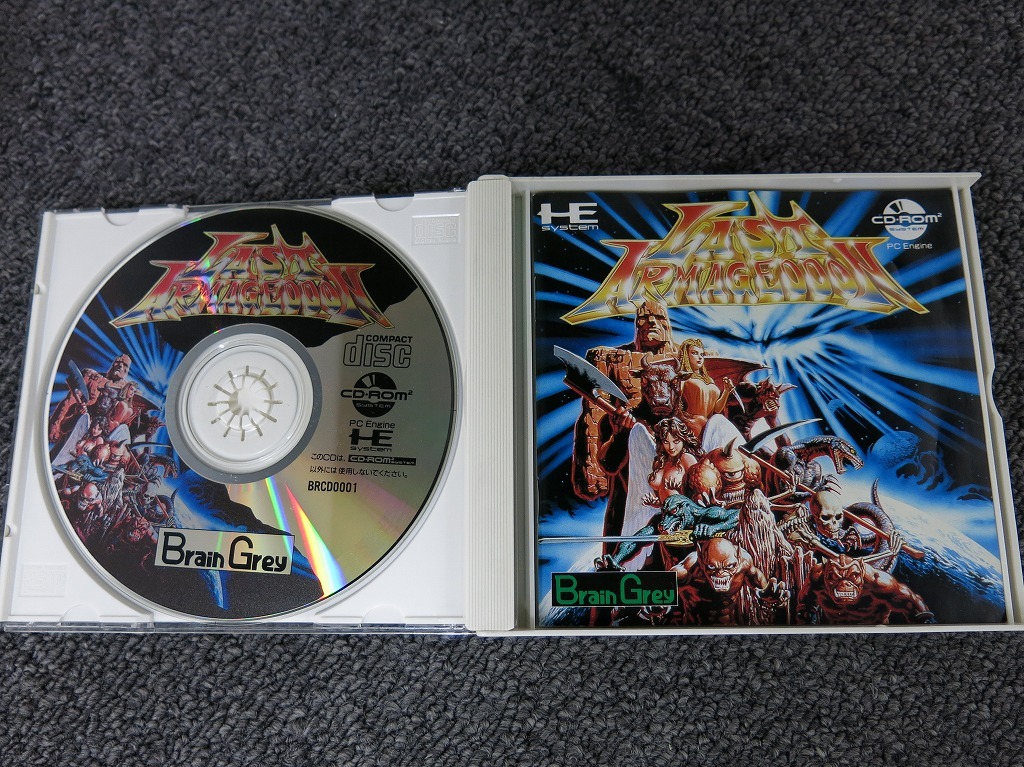 LAST
ARMAGEDDON
COMPACT
disc
CD-ROM²
SYSTEM
PC Engine
HE
system
このCDは、CD-ROM² SYSTEM
以外には使用しないでください。
BRCD0001
Brain Grey
HE
system
LAST
ARMAGEDDON
CD-ROM²
SYSTEM
PC Engine
Brain Grey